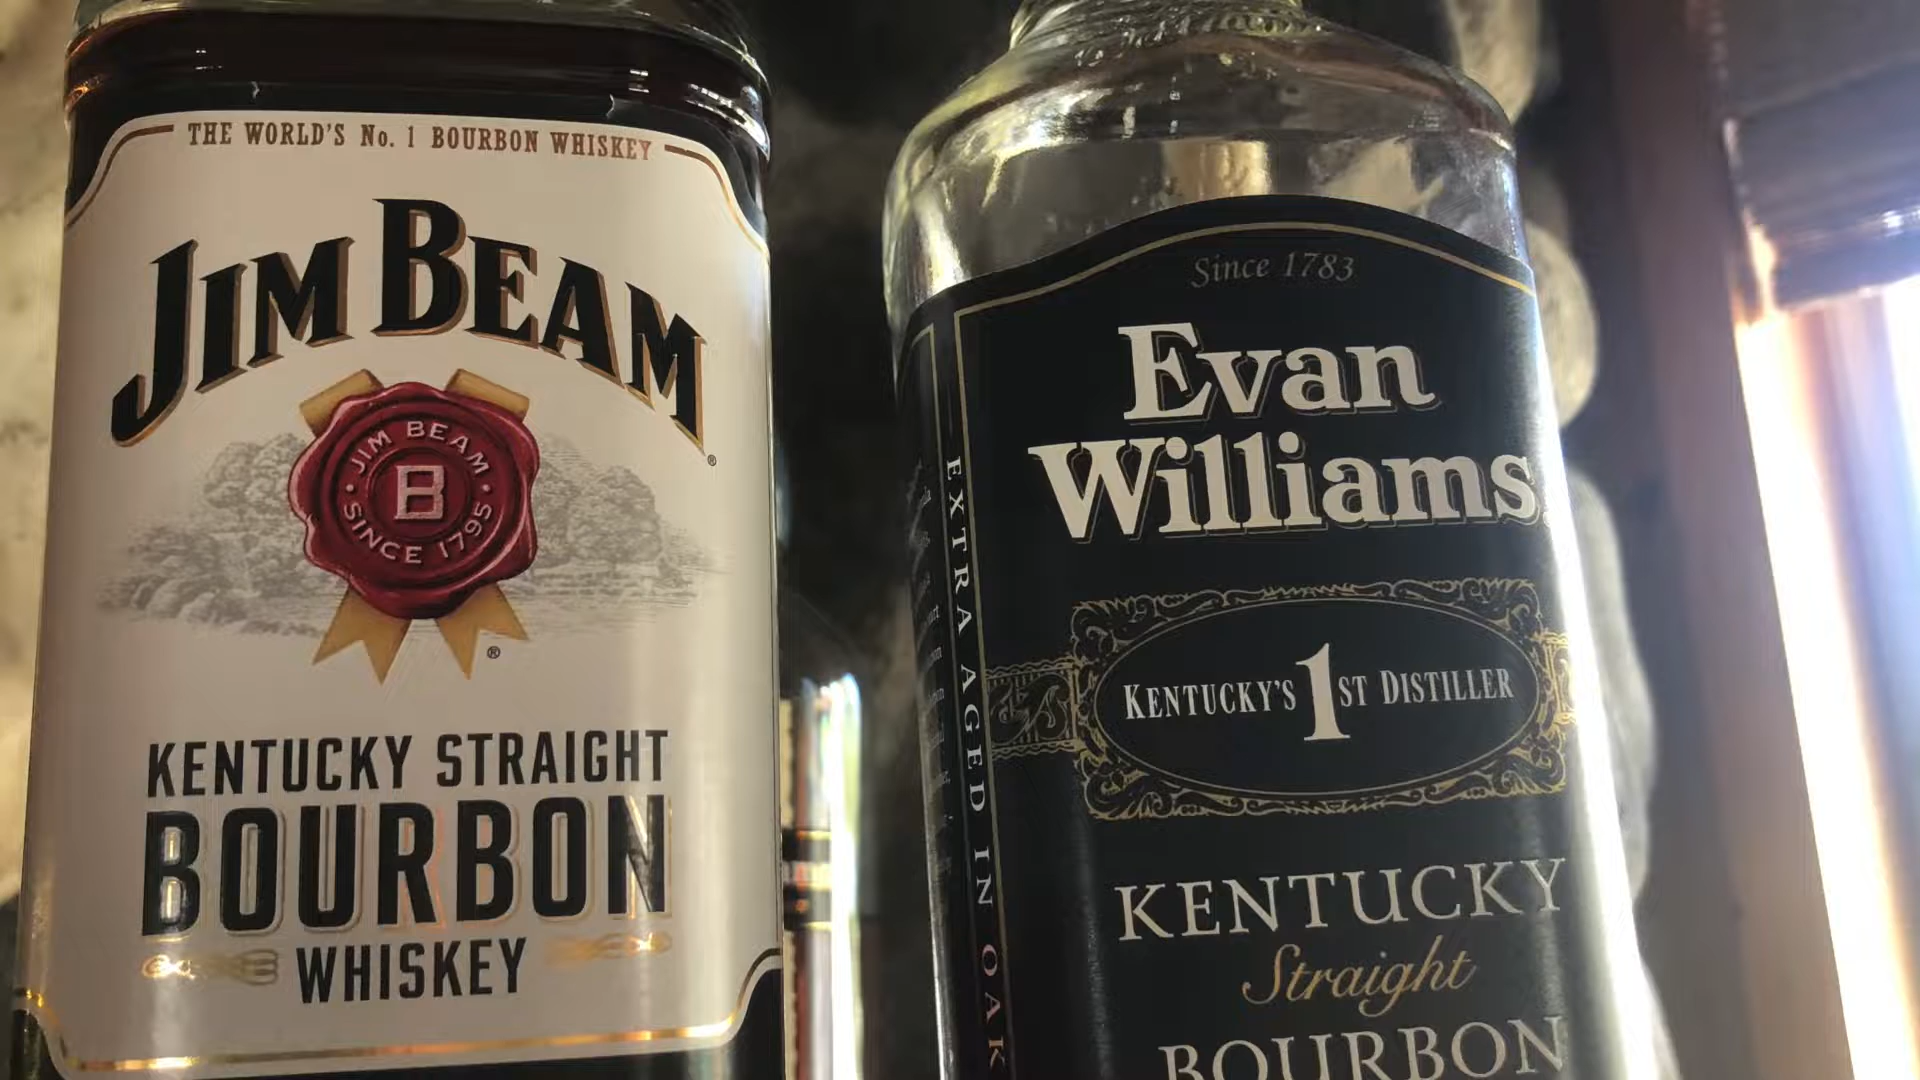 THE WORLD'S No. 1 BOURBON WHISKEY
JIM BEAM
®
JIM BEAM
B
SINCE 1795
®
KENTUCKY STRAIGHT
BOURBON
WHISKEY
Since 1783
Evan
Williams
EXTRA AGED IN OAK
KENTUCKY'S 1ST DISTILLER
KENTUCKY
Straight
BOURBON